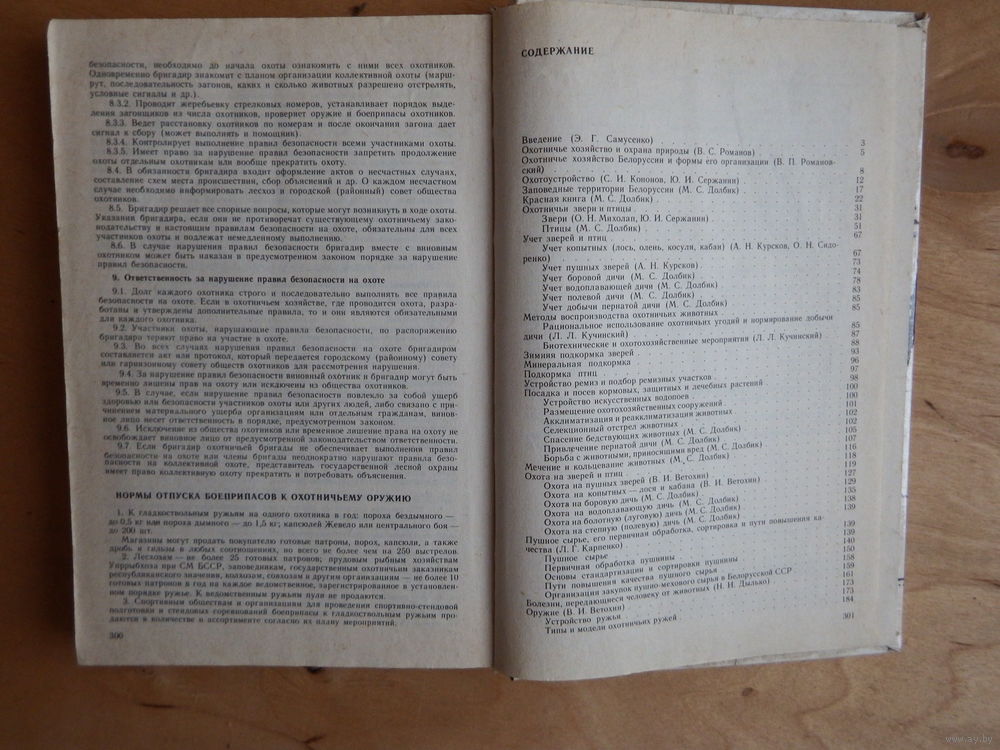 безопасности, необходимо до начала охоты ознакомить с ними всех охотников.
Одновременно бригадир знакомит с планом организации коллективной охоты (марш-
рут, последовательность загонов, каких и сколько животных разрешено отстрелять,
условные сигналы и др.).
8.3.2. Проводит жеребьевку стрелковых номеров, устанавливает порядок выде-
ления загонщиков из числа охотников, проверяет оружие и боеприпасы охотников.
8.3.3. Ведет расстановку охотников по номерам и после окончания загона дает
сигнал к сбору (может выполнять и помощник).
8.3.4. Контролирует выполнение правил безопасности всеми участниками охоты.
8.3.5. Имеет право за нарушение правил безопасности запретить продолжение
охоты отдельным охотникам или вообще прекратить охоту.
8.4. В обязанности бригадира входит оформление актов о несчастных случаях,
составление схем места происшествия, сбор объяснений и др. О каждом несчастном
случае необходимо информировать лесхоз и городской (районный) совет общества
охотников.
8.5. Бригадир решает все спорные вопросы, которые могут возникнуть в ходе охоты.
Указания бригадира, если они не противоречат существующему охотничьему зако-
нодательству и настоящим правилам безопасности на охоте, обязательны для всех
участников охоты и подлежат немедленному выполнению.
8.6. В случае нарушения правил безопасности бригадир вместе с виновным
охотником может быть наказан в предусмотренном законом порядке за нарушение
правил безопасности.
9. Ответственность за нарушение правил безопасности на охоте
9.1. Долг каждого охотника строго и последовательно выполнять все правила
безопасности на охоте. Если в охотничьем хозяйстве, где проводится охота, разра-
ботаны и утверждены дополнительные правила, то и они являются обязательными
для каждого охотника.
9.2. Участники охоты, нарушающие правила безопасности, по распоряжению
бригадира теряют право на участие в охоте.
9.3. Во всех случаях нарушения правил безопасности на охоте бригадиром
составляется акт или протокол, который передается городскому (районному) совету
или гарнизонному совету обществ охотников для рассмотрения нарушения.
9.4. За нарушение правил безопасности виновный охотник и бригадир могут быть
временно лишены прав на охоту или исключены из общества охотников.
9.5. В случае, если нарушение правил безопасности повлекло за собой ущерб
здоровью или безопасности участников охоты или других людей, либо связано с при-
чинением материального ущерба организациям или отдельным гражданам, винов-
ное лицо несет ответственность в порядке, предусмотренном законом.
9.6. Исключение из общества охотников или временное лишение права на охоту не
освобождает виновное лицо от предусмотренной законодательством ответственности.
9.7. Если бригадир охотничьей бригады не обеспечивает выполнения правил
безопасности на охоте или члены бригады неоднократно нарушают правила безо-
пасности на коллективной охоте, представитель государственной лесной охраны
имеет право коллективную охоту прекратить и потребовать объяснения.
НОРМЫ ОТПУСКА БОЕПРИПАСОВ К ОХОТНИЧЬЕМУ ОРУЖИЮ
1. К гладкоствольным ружьям на одного охотника в год: пороха бездымного —
до 0,5 кг или пороха дымного — до 1,5 кг; капсюлей Жевело или центрального боя —
до 200 шт.
Магазины могут продать покупателю готовые патроны, порох, капсюли, а также
дробь и гильзы в любых соотношениях, но всего не более чем на 250 выстрелов.
2. Лесхозам — не более 25 готовых патронов; прудовым рыбным хозяйствам
Упррыбхоза при СМ БССР, заповедникам, государственным охотничьим заказникам
республиканского значения, колхозам, совхозам и другим организациям — не более 10
готовых патронов в год на каждое ведомственное, зарегистрированное в установлен-
ном порядке ружье. К ведомственным ружьям пули не продаются.
3. Спортивным обществам и организациям для проведения спортивно-стендовой
подготовки и стендовых соревнований боеприпасы к гладкоствольным ружьям про-
даются в количестве и ассортименте согласно их плану мероприятий.
300
СОДЕРЖАНИЕ
Введение (Э. Г. Самусенко) 3
Охотничье хозяйство и охрана природы (В. С. Романов) 5
Охотничье хозяйство Белоруссии и формы его организации (В. П. Романов-
ский) 8
Охотоустройство (С. И. Кононов, Ю. И. Сержанин) 12
Заповедные территории Белоруссии (М. С. Долбик) 17
Красная книга (М. С. Долбик) 22
Охотничьи звери и птицы 31
Звери (О. Н. Михолап, Ю. И. Сержанин) 31
Птицы (М. С. Долбик) 51
Учет зверей и птиц 67
Учет копытных (лось, олень, косуля, кабан) (А. Н. Курсков, О. Н. Сидо-
ренко) 67
Учет пушных зверей (А. Н. Курсков) 73
Учет боровой дичи (М. С. Долбик) 74
Учет водоплавающей дичи (М. С. Долбик) 78
Учет полевой дичи (М. С. Долбик) 83
Учет добычи пернатой дичи (М. С. Долбик) 85
Методы воспроизводства охотничьих животных 85
Рациональное использование охотничьих угодий и нормирование добычи
дичи (Л. Л. Кучинский) 85
Биотехнические и охотохозяйственные мероприятия (Л. Л. Кучинский) 87
Зимняя подкормка зверей 88
Минеральная подкормка 93
Подкормка птиц 96
Устройство ремиз и подбор ремизных участков 97
Посадка и посев кормовых, защитных и лечебных растений 98
Устройство искусственных водопоев 100
Размещение охотохозяйственных сооружений 100
Акклиматизация и реакклиматизация животных 101
Селекционный отстрел животных 102
Спасение бедствующих животных (М. С. Долбик) 102
Привлечение пернатой дичи (М. С. Долбик) 105
Борьба с животными, приносящими вред (М. С. Долбик) 107
Мечение и кольцевание животных (М. С. Долбик) 116
Охота на зверей и птиц 118
Охота на пушных зверей (В. И. Ветохин) 119
Охота на копытных — лося и кабана (В. И. Ветохин) 127
Охота на боровую дичь (М. С. Долбик) 129
Охота на водоплавающую дичь (М. С. Долбик) 135
Охота на болотную (луговую) дичь (М. С. Долбик) 138
Охота на степную (полевую) дичь (М. С. Долбик) 139
Пушное сырье, его первичная обработка, сортировка и пути повышения ка-
чества (Л. Г. Карпенко) 139
Пушное сырье 139
Первичная обработка пушнины 140
Основы стандартизации и сортировки пушнины 150
Пути повышения качества пушного сырья 158
Организация закупок пушно-мехового сырья в Белорусской ССР 159
Болезни, передающиеся человеку от животных (Н. И. Дылько) 161
Оружие (В. И. Ветохин) 173
Устройство ружья 173
Типы и модели охотничьих ружей 184
301
www.ay.by